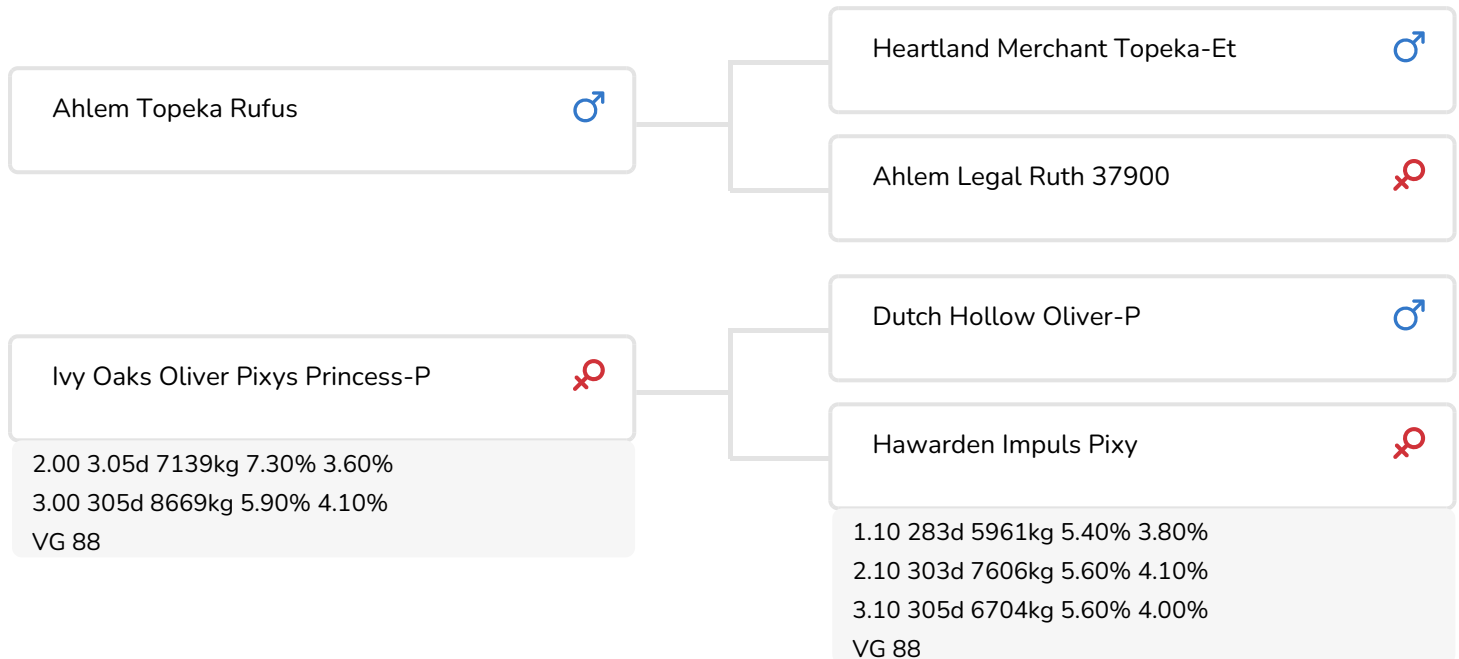 Heartland Merchant Topeka-Et
Ahlem Topeka Rufus
Ahlem Legal Ruth 37900
Dutch Hollow Oliver-P
Ivy Oaks Oliver Pixys Princess-P
2.00 3.05d 7139kg 7.30% 3.60%
3.00 305d 8669kg 5.90% 4.10%
VG 88
Hawarden Impuls Pixy
1.10 283d 5961kg 5.40% 3.80%
2.10 303d 7606kg 5.60% 4.10%
3.10 305d 6704kg 5.60% 4.00%
VG 88